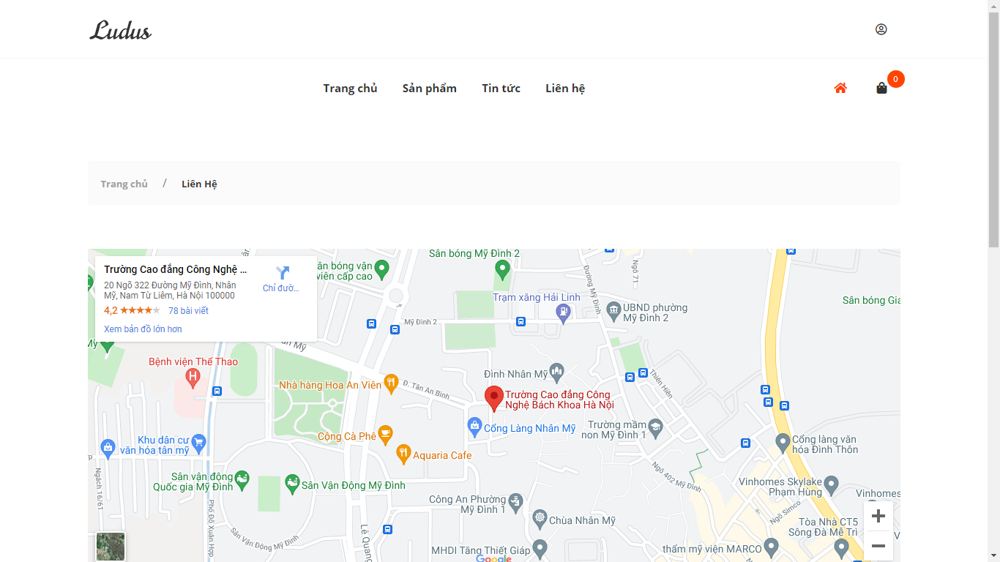 Ludus
Trang chủ
Sản phẩm
Tin tức
Liên hệ
0
Trang chủ / Liên Hệ
Trường Cao đẳng Công Nghệ ...
20 Ngõ 322 Đường Mỹ Đình, Nhân
Mỹ, Nam Từ Liêm, Hà Nội 100000
4,2
78 bài viết
Xem bản đồ lớn hơn
Chỉ đườ...
ân bóng vận
viên cấp cao
Sân bóng Mỹ Đình 2
Đường Mỹ Đình
Ngõ 71
Trạm xăng Hải Linh
UBND phường
Mỹ Đình 2
Sân bóng Gia
Mỹ Đình 2
Mỹ
ân Mỹ
Bệnh viện Thể Thao
H
Nhà hàng Hoa An Viên
Đ. Tân An Bình
Đình Nhân Mỹ
Thiên Hiền
Trường Cao đẳng Công
Nghệ Bách Khoa Hà Nội
Cổng Làng Nhân Mỹ
Trường mầm
non Mỹ Đình 1
Cộng Cà Phê
Aquaria Cafe
Khu dân cư
văn hóa tân mỹ
Cổng làng văn
hóa Đình Thôn
Ngách 16/61
Sân vận động
Quốc gia Mỹ Đình
Sân Vận Động Mỹ Đình
Ngõ 402 Mỹ Đình
Vinhomes Skylake
Phạm Hùng
Vinhomes
Phố Đỗ Xuân Hợp
Công An Phường
Mỹ Đình 1
Ngõ Simco
Chùa Nhân Mỹ
Tòa Nhà CT5
Sông Đà Mễ Trì
Sân Vận Động Mỹ Đình
Lê Quang
MHDI Tăng Thiết Giáp
thẩm mỹ viện MARCO
Google